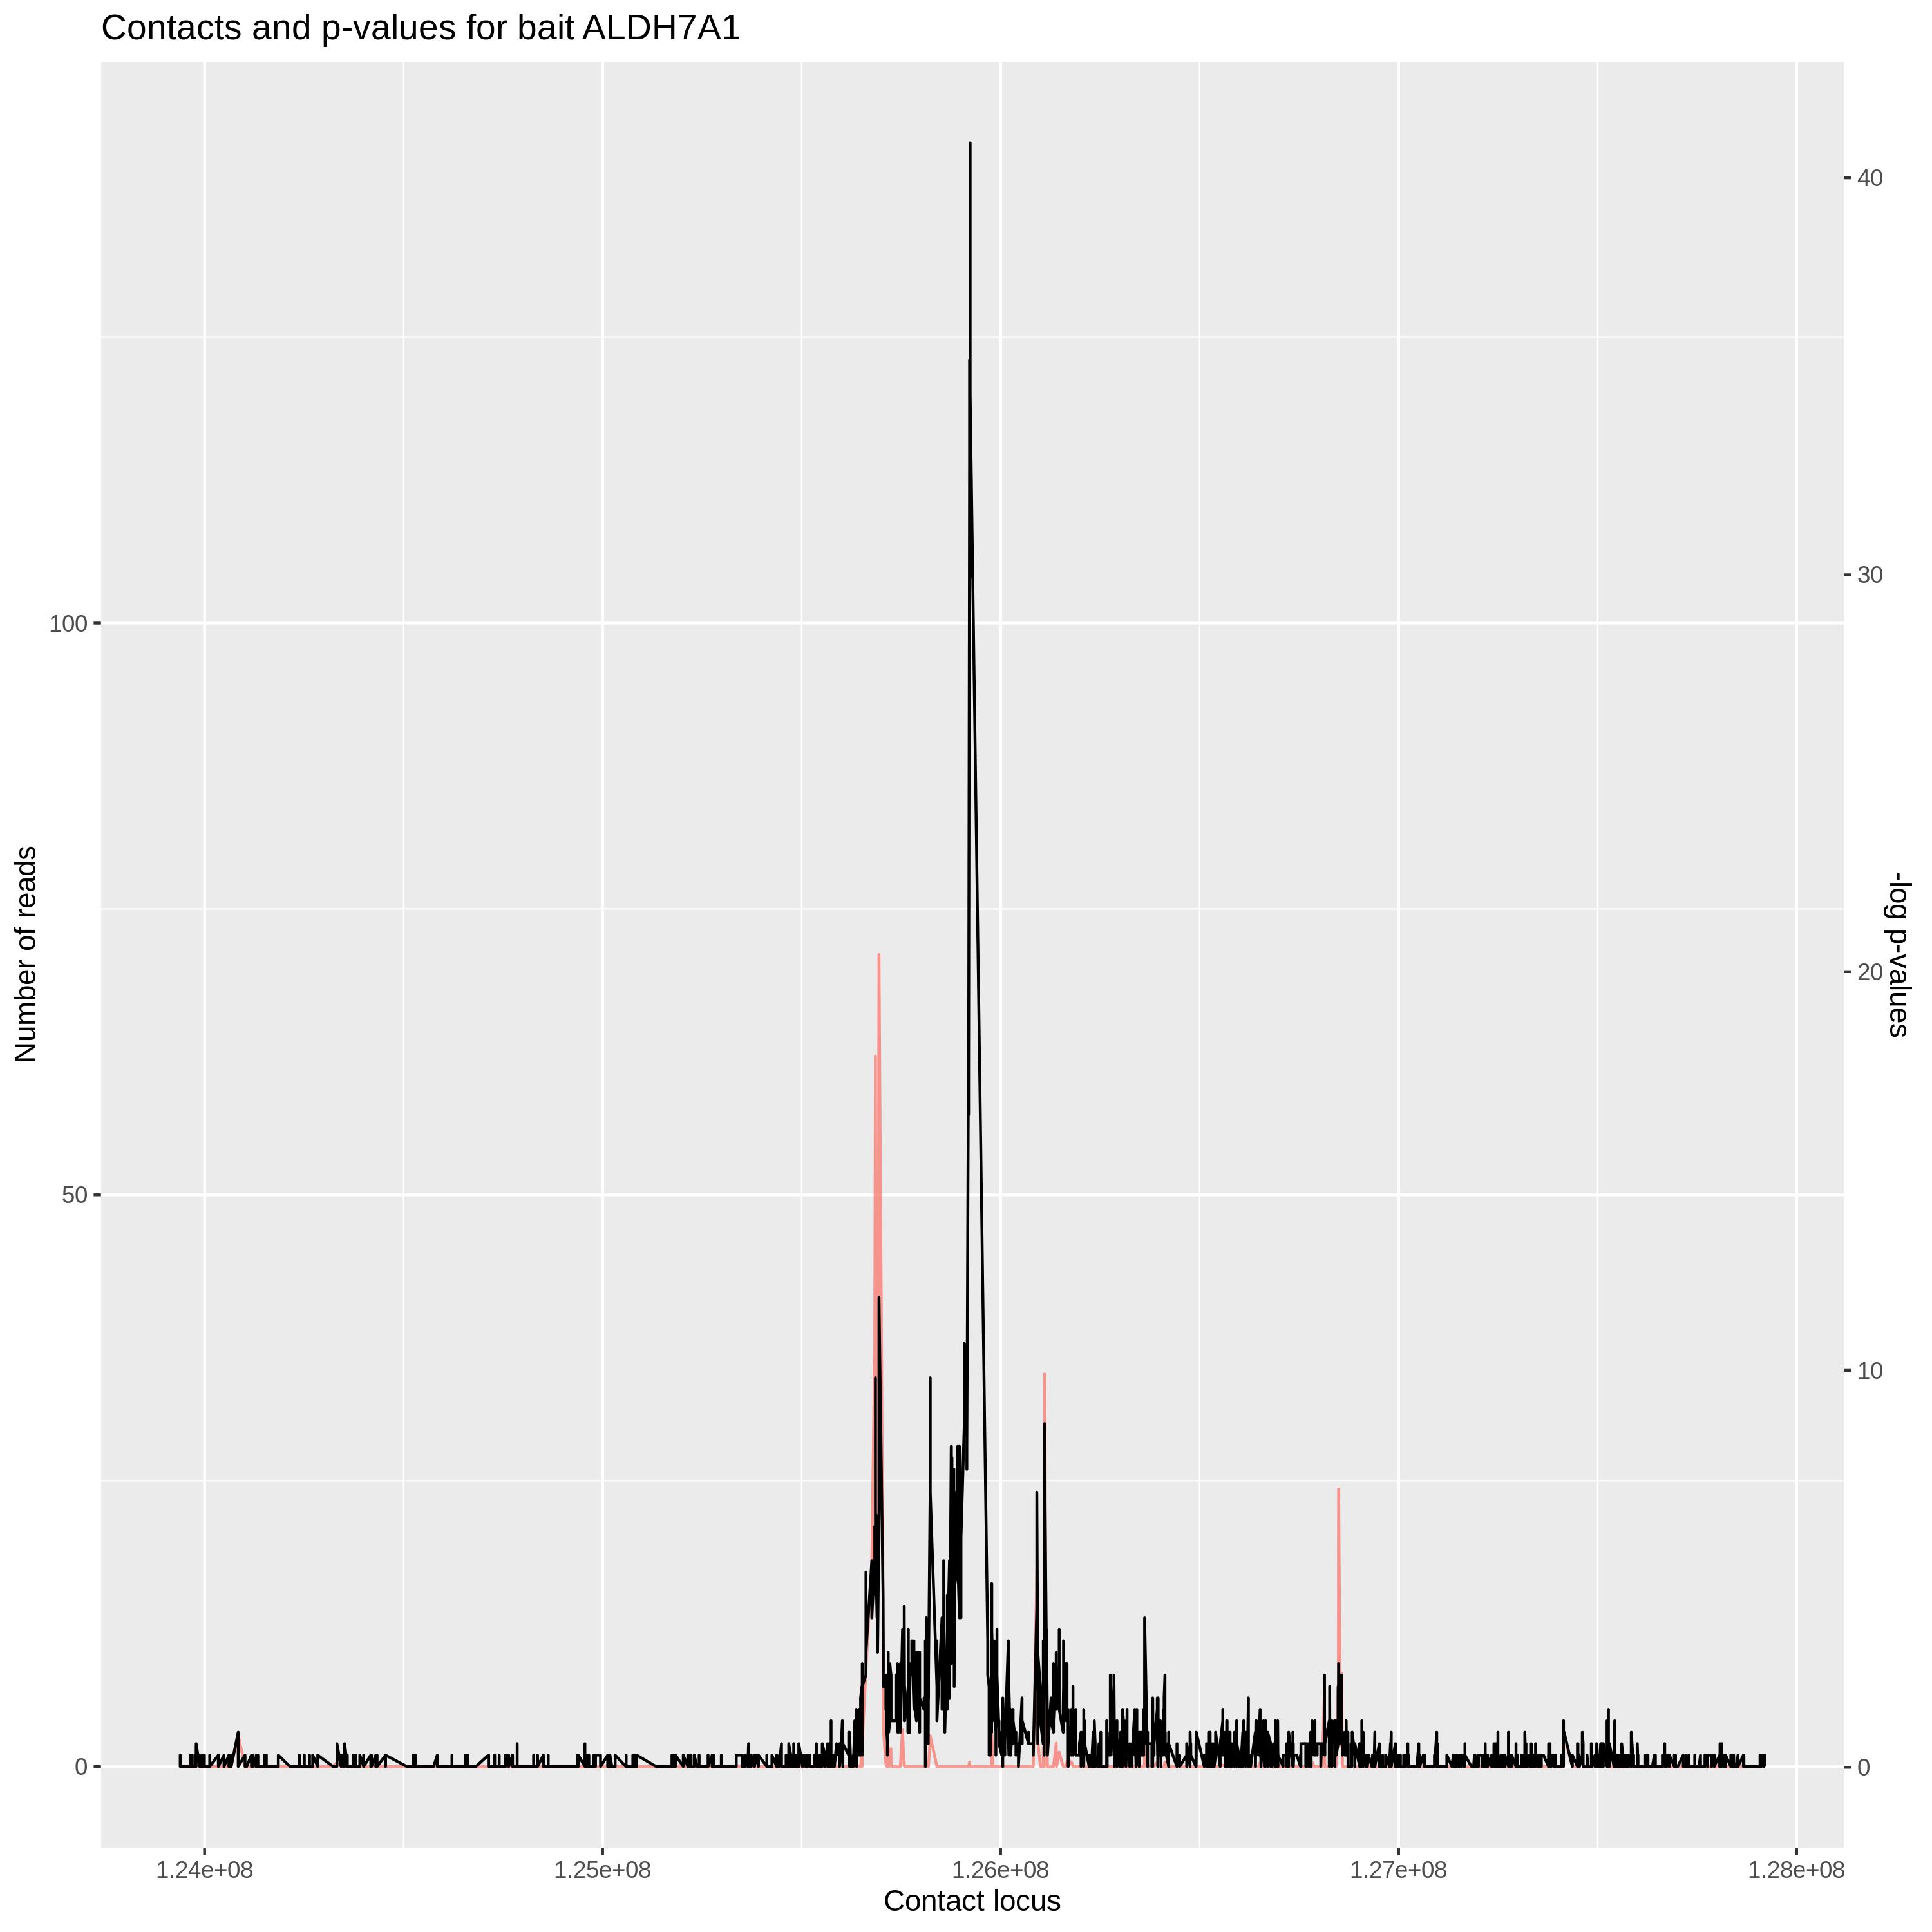 Contacts and p-values for bait ALDH7A1
Number of reads
100
50
0
40
30
20
10
0
-log p-values
1.24e+08
1.25e+08
1.26e+08
1.27e+08
1.28e+08
Contact locus